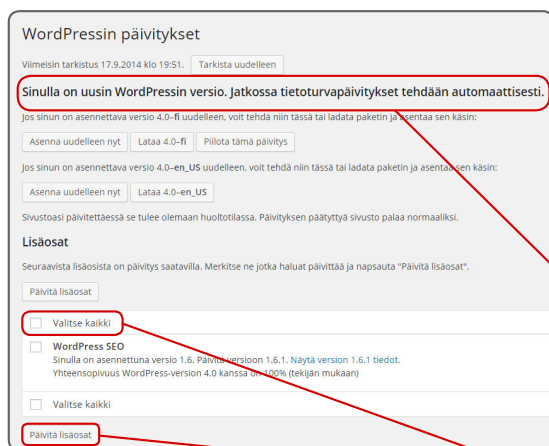 WordPressin päivitykset
Viimeisin tarkistus 17.9.2014 klo 19:51. Tarkista uudelleen
Sinulla on uusin WordPressin versio. Jatkossa tietoturvapäivitykset tehdään automaattisesti.
Jos sinun on asennettava versio 4.0–fi uudelleen, voit tehdä niin tässä tai ladata paketin ja asentaa sen käsin:
Asenna uudelleen nyt Lataa 4.0–fi Piilota tämä päivitys
Jos sinun on asennettava versio 4.0–en_US uudelleen, voit tehdä niin tässä tai ladata paketin ja asentaa sen käsin:
Asenna uudelleen nyt Lataa 4.0–en_US
Sivustoasi päivitettäessä se tulee olemaan huoltotilassa. Päivityksen päätyttyä sivusto palaa normaaliksi.
Lisäosat
Seuraavista lisäosista on päivitys saatavilla. Merkitse ne jotka haluat päivittää ja napsauta "Päivitä lisäosat".
Päivitä lisäosat
Valitse kaikki
WordPress SEO
Sinulla on asennettuna versio 1.6. Päivitä versioon 1.6.1. Näytä version 1.6.1 tiedot.
Yhteensopivuus WordPress-version 4.0 kanssa on 100% (tekijän mukaan)
Valitse kaikki
Päivitä lisäosat